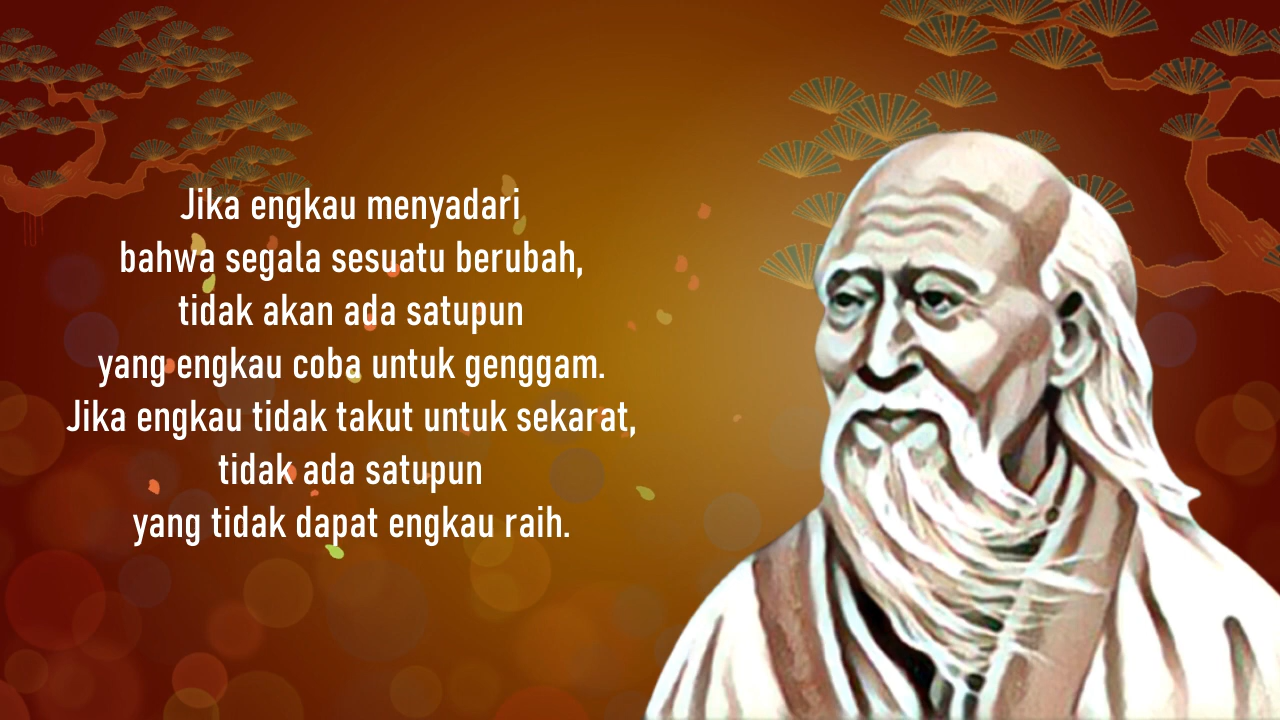 Jika engkau menyadari
bahwa segala sesuatu berubah,
tidak akan ada satupun
yang engkau coba untuk genggam.
Jika engkau tidak takut untuk sekarat,
tidak ada satupun
yang tidak dapat engkau raih.